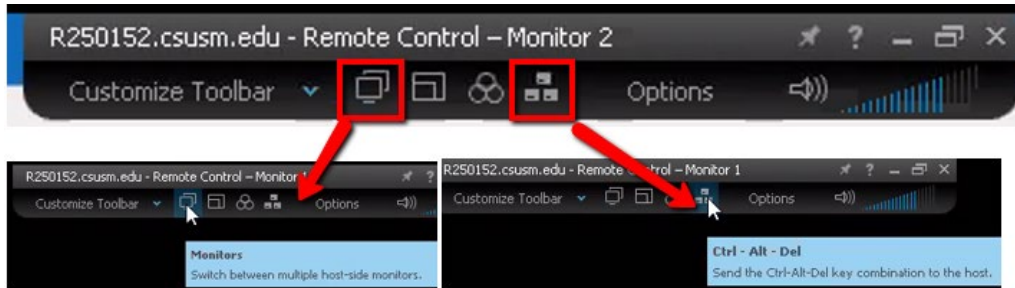 R250152.csusm.edu - Remote Control – Monitor 2
Customize Toolbar Options
R250152.csusm.edu - Remote Control – Monitor 1
Customize Toolbar Options
Monitors
Switch between multiple host-side monitors.
R250152.csusm.edu - Remote Control – Monitor 1
Customize Toolbar Options
Ctrl - Alt - Del
Send the Ctrl-Alt-Del key combination to the host.